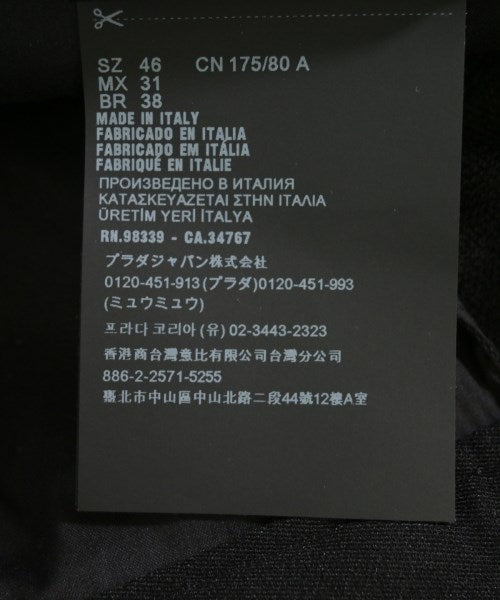 SZ 46 CN 175/80 A
MX 31
BR 38
MADE IN ITALY
FABRICADO EN ITALIA
FABRICADO EM ITÁLIA
FABRIQUÉ EN ITALIE
ПРОИЗВЕДЕНО В ИТАЛИЯ
ΚΑΤΑΣΚΕΥΑΖΕΤΑΙ ΣΤΗΝ ΙΤΑΛΙΑ
ÜRETİM YERİ İTALYA
RN.98339 - CA.34767
プラダジャパン株式会社
0120-451-913(プラダ)0120-451-993
(ミュウミュウ)
프라다 코리아 (유) 02-3443-2323
香港商台灣意比有限公司台灣分公司
886-2-2571-5255
臺北市中山區中山北路二段44號12樓A室